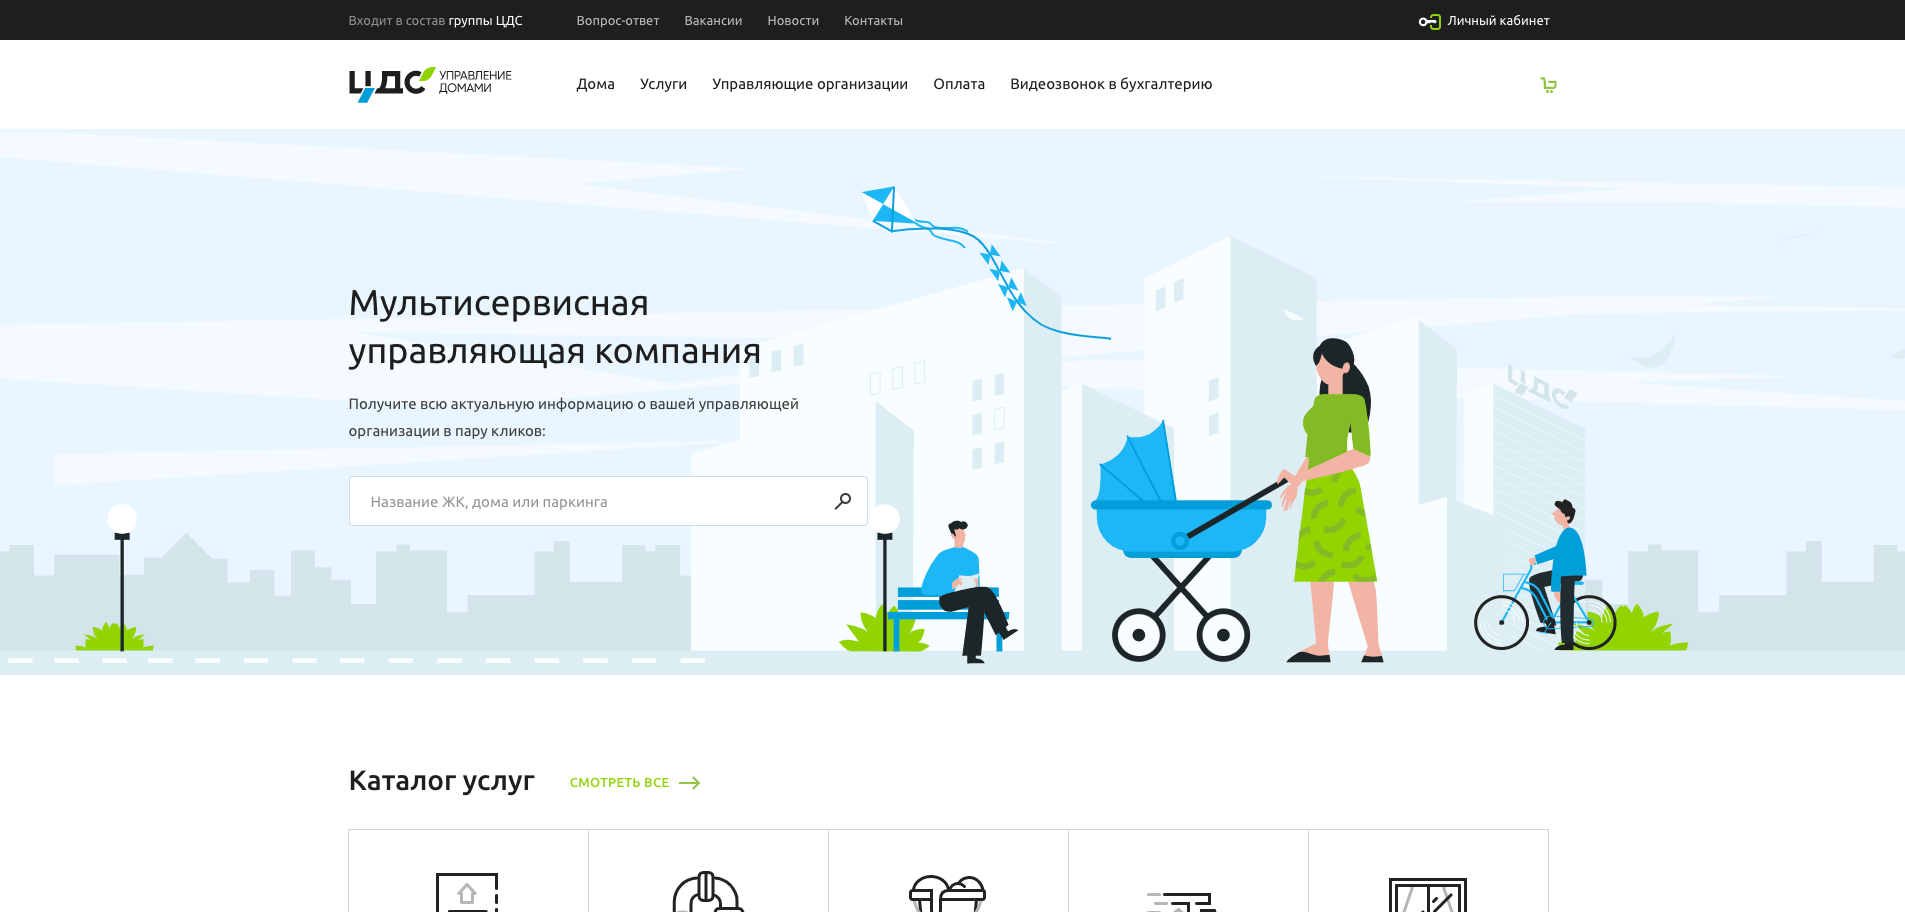 Входит в состав группы ЦДС
Вопрос-ответ
Вакансии
Новости
Контакты
Личный кабинет
ЦДС УПРАВЛЕНИЕ
ДОМАМИ
Дома
Услуги
Управляющие организации
Оплата
Видеозвонок в бухгалтерию
Мультисервисная
управляющая компания
Получите всю актуальную информацию о вашей управляющей
организации в пару кликов:
Название ЖК, дома или паркинга
ЦДС
Каталог услуг
СМОТРЕТЬ ВСЕ